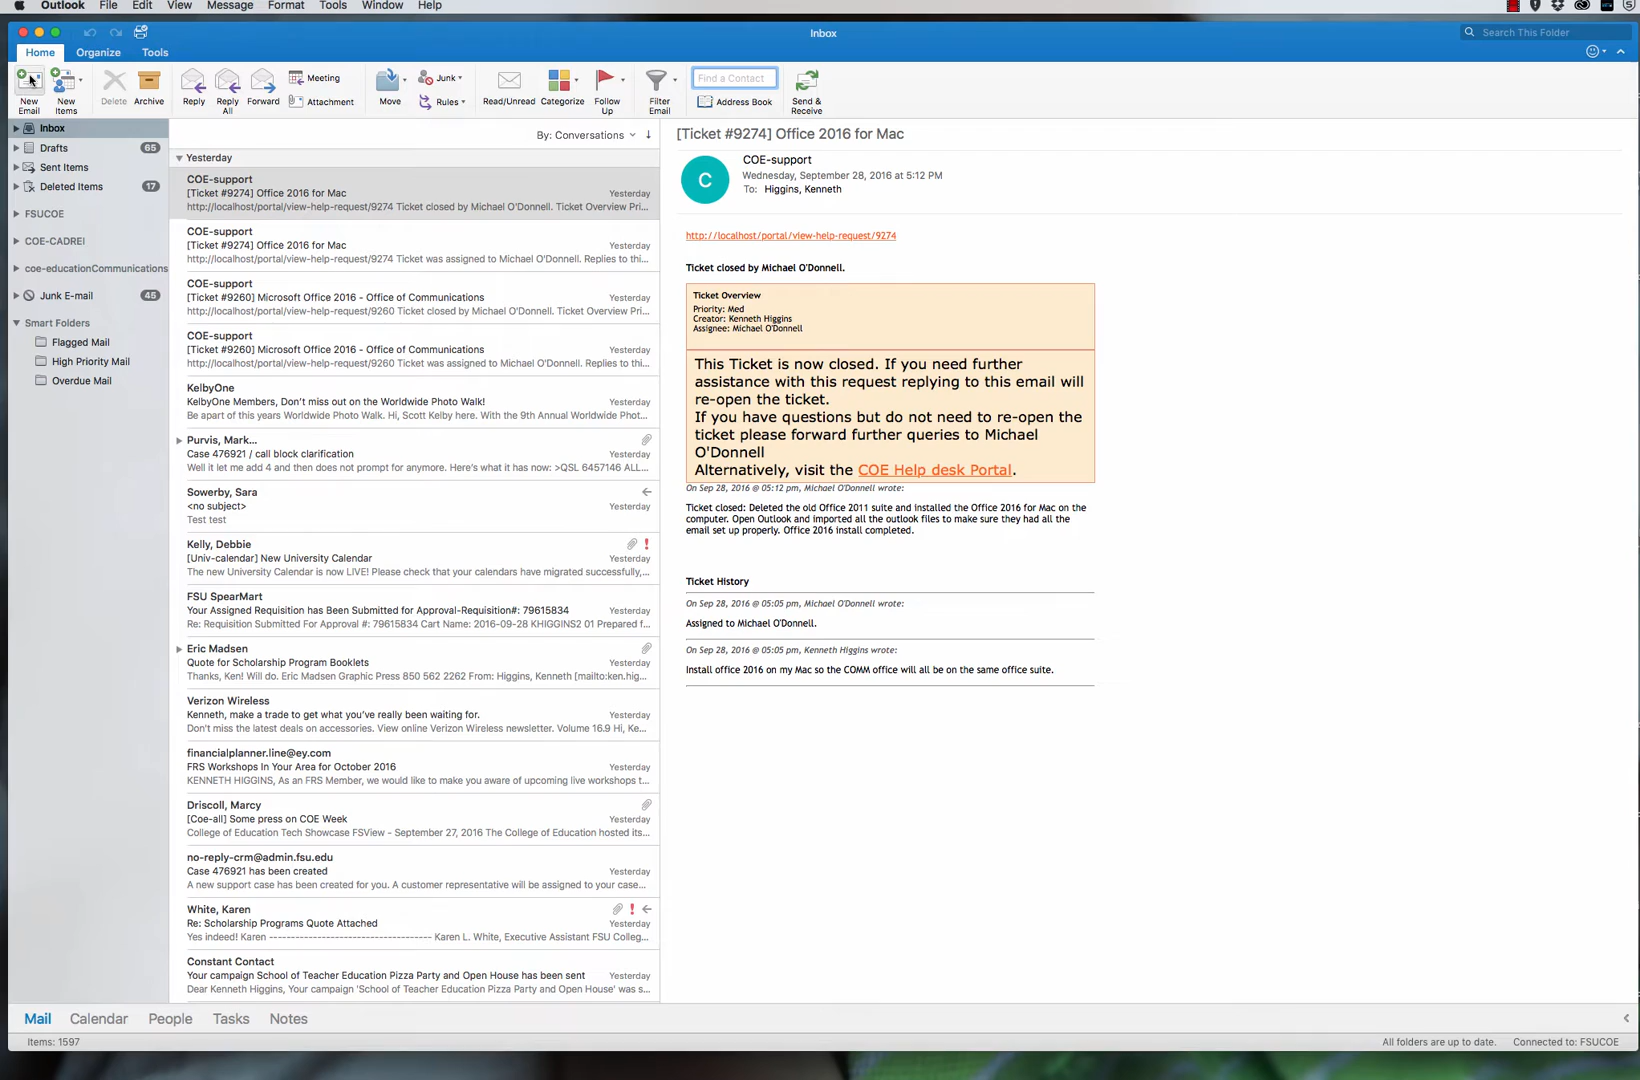 Outlook File Edit View Message Format Tools Window Help
Inbox
Search This Folder
Home Organize Tools
New Email
New Items
Delete
Archive
Reply
Reply All
Forward
Meeting
Attachment
Move
Junk
Rules
Read/Unread
Categorize
Follow Up
Filter Email
Find a Contact
Address Book
Send & Receive
Inbox
Drafts 65
Sent Items
Deleted Items 17
FSUCOE
COE-CADREI
coe-educationCommunications
Junk E-mail 45
Smart Folders
Flagged Mail
High Priority Mail
Overdue Mail
By: Conversations
Yesterday
COE-support
[Ticket #9274] Office 2016 for Mac Yesterday
http://localhost/portal/view-help-request/9274 Ticket closed by Michael O'Donnell. Ticket Overview Pri...
COE-support
[Ticket #9274] Office 2016 for Mac Yesterday
http://localhost/portal/view-help-request/9274 Ticket was assigned to Michael O'Donnell. Replies to thi...
COE-support
[Ticket #9260] Microsoft Office 2016 - Office of Communications Yesterday
http://localhost/portal/view-help-request/9260 Ticket closed by Michael O'Donnell. Ticket Overview Pri...
COE-support
[Ticket #9260] Microsoft Office 2016 - Office of Communications Yesterday
http://localhost/portal/view-help-request/9260 Ticket was assigned to Michael O'Donnell. Replies to thi...
KelbyOne
KelbyOne Members, Don't miss out on the Worldwide Photo Walk! Yesterday
Be apart of this years Worldwide Photo Walk. Hi, Scott Kelby here. With the 9th Annual Worldwide Phot...
Purvis, Mark...
Case 476921 / call block clarification Yesterday
Well it let me add 4 and then does not prompt for anymore. Here's what it has now: >QSL 6457146 ALL...
Sowerby, Sara
<no subject> Yesterday
Test test
Kelly, Debbie
[Univ-calendar] New University Calendar Yesterday
The new University Calendar is now LIVE! Please check that your calendars have migrated successfully,...
FSU SpearMart
Your Assigned Requisition has Been Submitted for Approval-Requisition#: 79615834 Yesterday
Re: Requisition Submitted For Approval #: 79615834 Cart Name: 2016-09-28 KHIGGINS2 01 Prepared f...
Eric Madsen
Quote for Scholarship Program Booklets Yesterday
Thanks, Ken! Will do. Eric Madsen Graphic Press 850 562 2262 From: Higgins, Kenneth [mailto:ken.hig...
Verizon Wireless
Kenneth, make a trade to get what you've really been waiting for. Yesterday
Don't miss the latest deals on accessories. View online Verizon Wireless newsletter. Volume 16.9 Hi, Ke...
financialplanner.line@ey.com
FRS Workshops In Your Area for October 2016 Yesterday
KENNETH HIGGINS, As an FRS Member, we would like to make you aware of upcoming live workshops t...
Driscoll, Marcy
[Coe-all] Some press on COE Week Yesterday
College of Education Tech Showcase FSView - September 27, 2016 The College of Education hosted its...
no-reply-crm@admin.fsu.edu
Case 476921 has been created Yesterday
A new support case has been created for you. A customer representative will be assigned to your case...
White, Karen
Re: Scholarship Programs Quote Attached Yesterday
Yes indeed! Karen -------------------------------------- Karen L. White, Executive Assistant FSU Colleg...
Constant Contact
Your campaign School of Teacher Education Pizza Party and Open House has been sent Yesterday
Dear Kenneth Higgins, Your campaign 'School of Teacher Education Pizza Party and Open House' was s...
[Ticket #9274] Office 2016 for Mac
C
COE-support
Wednesday, September 28, 2016 at 5:12 PM
To: Higgins, Kenneth
http://localhost/portal/view-help-request/9274
Ticket closed by Michael O'Donnell.
Ticket Overview
Priority: Med
Creator: Kenneth Higgins
Assignee: Michael O'Donnell
This Ticket is now closed. If you need further
assistance with this request replying to this email will
re-open the ticket.
If you have questions but do not need to re-open the
ticket please forward further queries to Michael
O'Donnell
Alternatively, visit the COE Help desk Portal.
On Sep 28, 2016 @ 05:12 pm, Michael O'Donnell wrote:
Ticket closed: Deleted the old Office 2011 suite and installed the Office 2016 for Mac on the
computer. Open Outlook and imported all the outlook files to make sure they had all the
email set up properly. Office 2016 install completed.
Ticket History
On Sep 28, 2016 @ 05:05 pm, Michael O'Donnell wrote:
Assigned to Michael O'Donnell.
On Sep 28, 2016 @ 05:05 pm, Kenneth Higgins wrote:
Install office 2016 on my Mac so the COMM office will all be on the same office suite.
Mail Calendar People Tasks Notes
Items: 1597
All folders are up to date. Connected to: FSUCOE